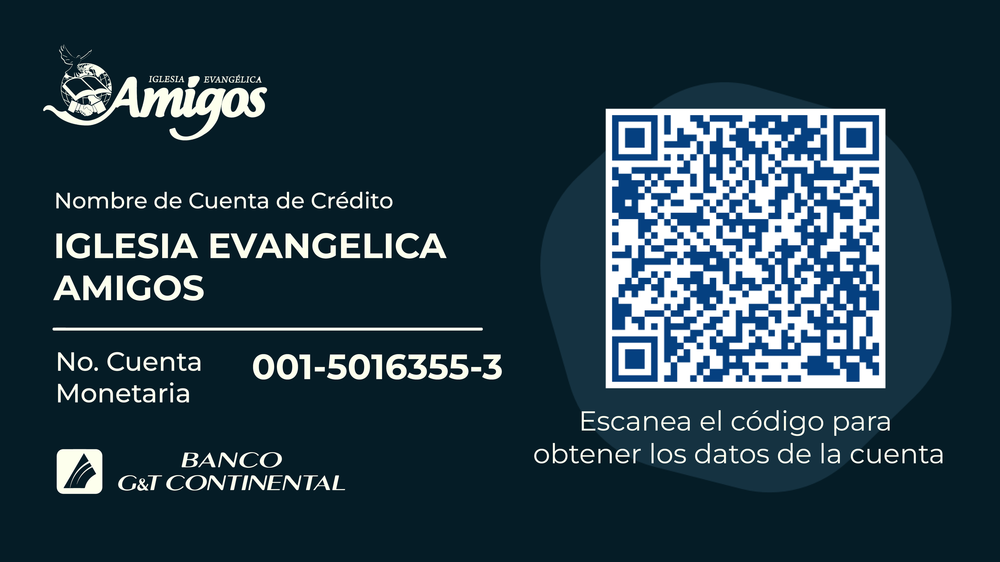 IGLESIA EVANGÉLICA
Amigos
Nombre de Cuenta de Crédito
IGLESIA EVANGELICA
AMIGOS
No. Cuenta
Monetaria
001-5016355-3
BANCO
G&T CONTINENTAL
Escanea el código para
obtener los datos de la cuenta